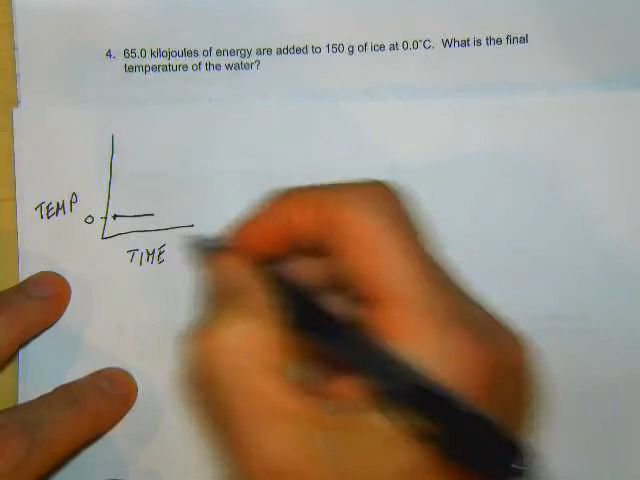 4. 65.0 kilojoules of energy are added to 150 g of ice at 0.0°C. What is the final
temperature of the water?
TEMP
0
TIME